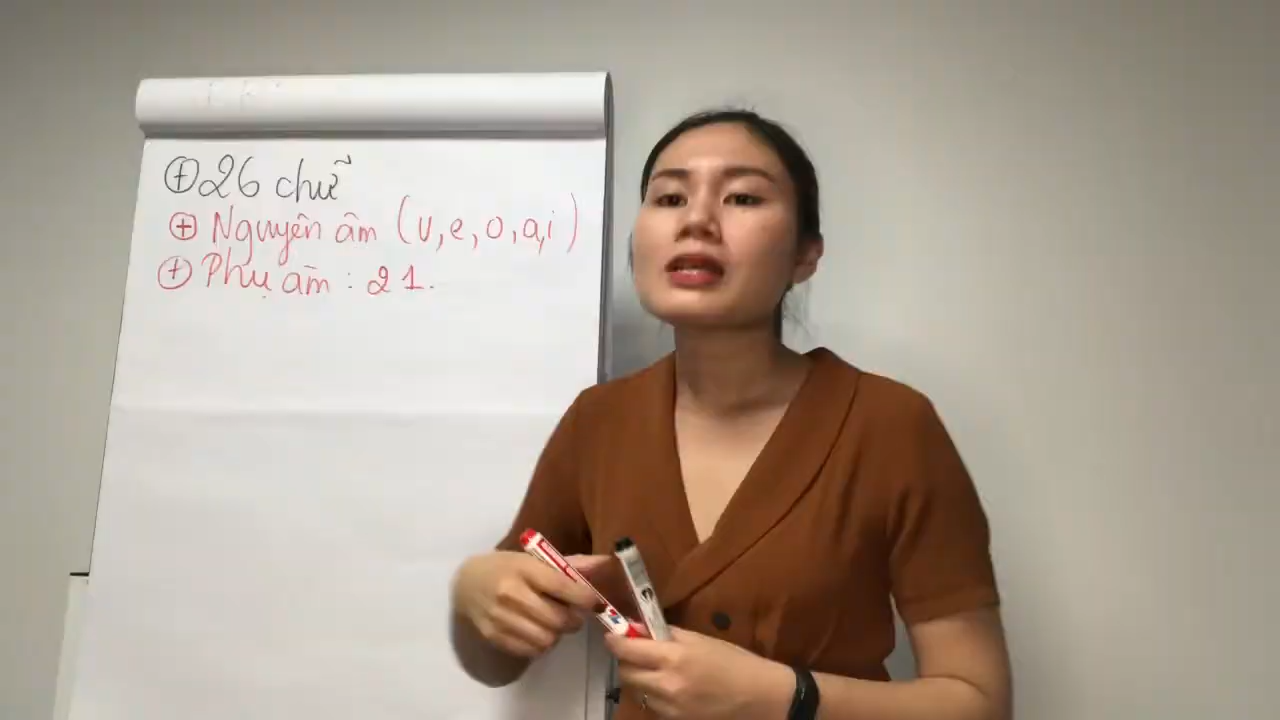 ⊕ 26 chữ
⊕ Nguyên âm (u, e, o, a, i)
⊕ Phụ âm : 21.